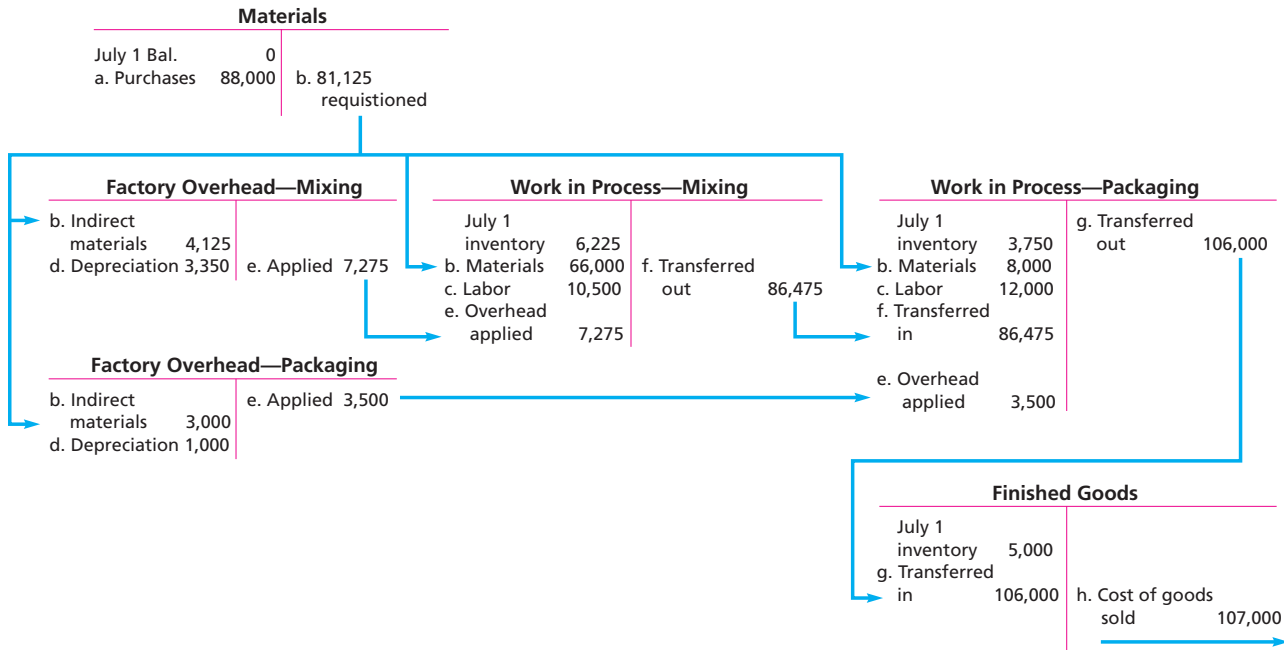 Materials
July 1 Bal. 0
a. Purchases 88,000 b. 81,125
requistioned
Factory Overhead—Mixing
b. Indirect
materials 4,125
d. Depreciation 3,350 e. Applied 7,275
Work in Process—Mixing
July 1
inventory 6,225
b. Materials 66,000 f. Transferred
c. Labor 10,500 out 86,475
e. Overhead
applied 7,275
Work in Process—Packaging
July 1 g. Transferred
inventory 3,750 out 106,000
b. Materials 8,000
c. Labor 12,000
f. Transferred
in 86,475
e. Overhead
applied 3,500
Factory Overhead—Packaging
b. Indirect e. Applied 3,500
materials 3,000
d. Depreciation 1,000
Finished Goods
July 1
inventory 5,000
g. Transferred
in 106,000 h. Cost of goods
sold 107,000